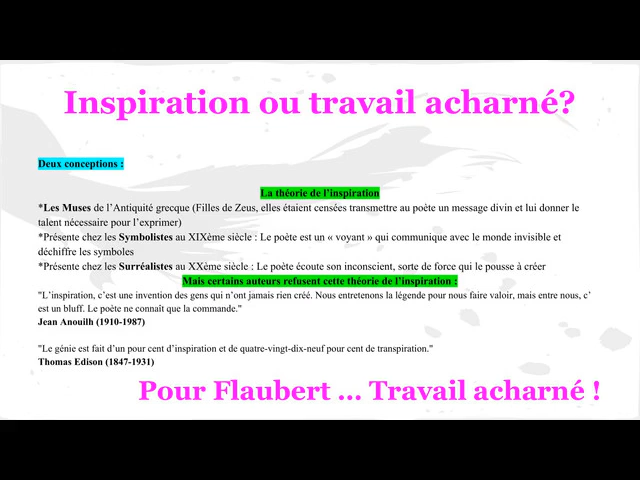 Inspiration ou travail acharné?
Deux conceptions :
La théorie de l’inspiration
*Les Muses de l’Antiquité grecque (Filles de Zeus, elles étaient censées transmettre au poète un message divin et lui donner le
talent nécessaire pour l’exprimer)
*Présente chez les Symbolistes au XIXème siècle : Le poète est un « voyant » qui communique avec le monde invisible et
déchiffre les symboles
*Présente chez les Surréalistes au XXème siècle : Le poète écoute son inconscient, sorte de force qui le pousse à créer
Mais certains auteurs refusent cette théorie de l’inspiration :
"L’inspiration, c’est une invention des gens qui n’ont jamais rien créé. Nous entretenons la légende pour nous faire valoir, mais entre nous, c’
est un bluff. Le poète ne connaît que la commande."
Jean Anouilh (1910-1987)
"Le génie est fait d’un pour cent d’inspiration et de quatre-vingt-dix-neuf pour cent de transpiration."
Thomas Edison (1847-1931)
Pour Flaubert ... Travail acharné !